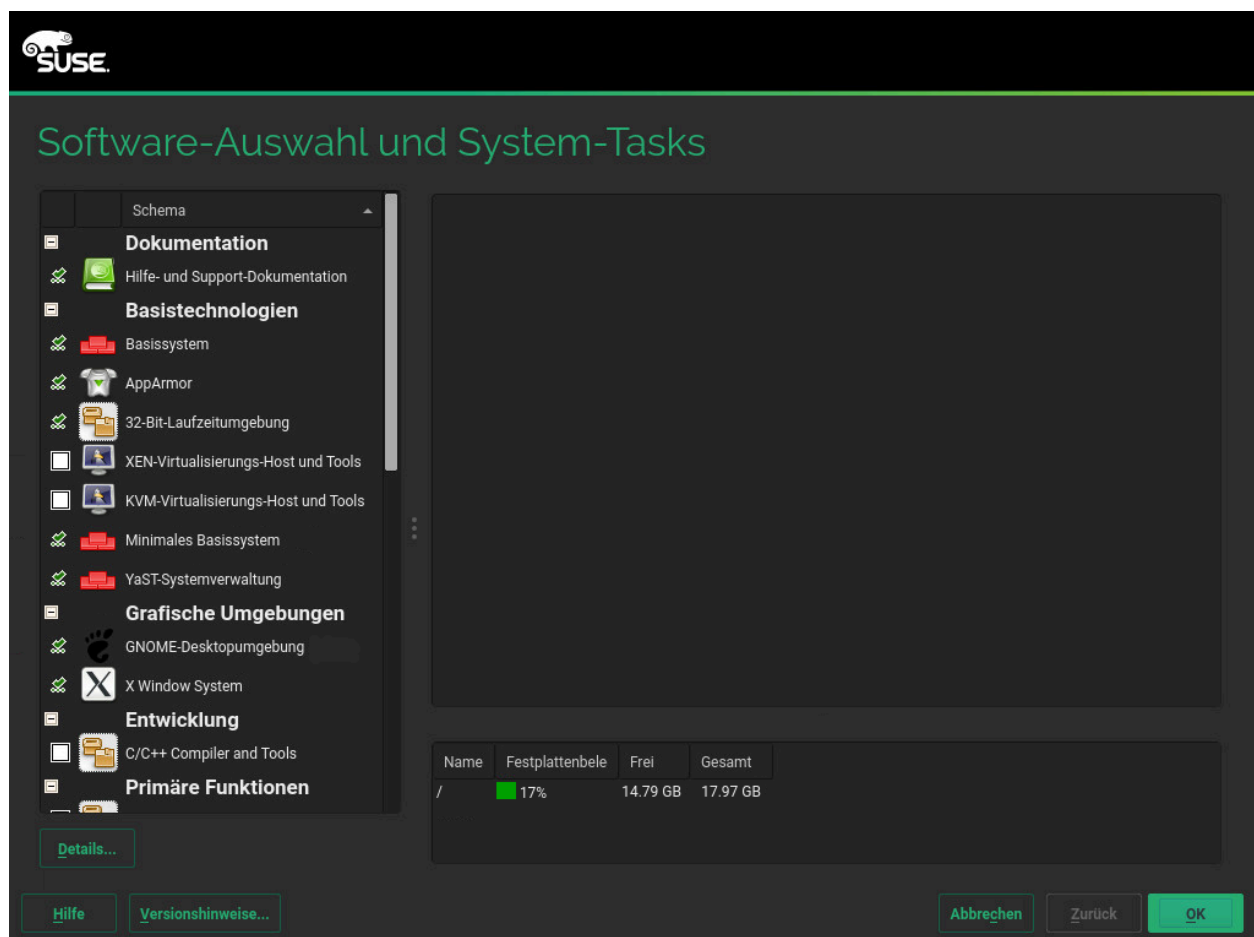 SUSE.
Software-Auswahl und System-Tasks
Schema
Dokumentation
Hilfe- und Support-Dokumentation
Basistechnologien
Basissystem
AppArmor
32-Bit-Laufzeitumgebung
XEN-Virtualisierungs-Host und Tools
KVM-Virtualisierungs-Host und Tools
Minimales Basissystem
YaST-Systemverwaltung
Grafische Umgebungen
GNOME-Desktopumgebung
X Window System
Entwicklung
C/C++ Compiler and Tools
Primäre Funktionen
Name Festplattenbele Frei Gesamt
/ 17% 14.79 GB 17.97 GB
Details...
Hilfe Versionshinweise... Abbrechen Zurück OK